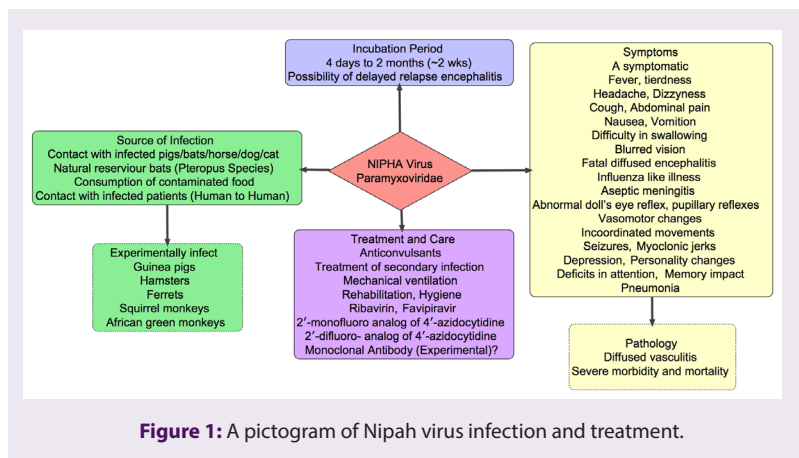 Incubation Period
4 days to 2 months (~2 wks)
Possibility of delayed relapse encephalitis
Symptoms
A symptomatic
Fever, tierdness
Headache, Dizzyness
Cough, Abdominal pain
Nausea, Vomition
Difficulty in swallowing
Blurred vision
Fatal diffused encephalitis
Influenza like illness
Aseptic meningitis
Abnormal doll's eye reflex, pupillary reflexes
Vasomotor changes
Incoordinated movements
Seizures, Myoclonic jerks
Depression, Personality changes
Deficits in attention, Memory impact
Pneumonia
Source of Infection
Contact with infected pigs/bats/horse/dog/cat
Natural reserviour bats (Pteropus Species)
Consumption of contaminated food
Contact with infected patients (Human to Human)
NIPHA Virus
Paramyxoviridae
Experimentally infect
Guinea pigs
Hamsters
Ferrets
Squirrel monkeys
African green monkeys
Treatment and Care
Anticonvulsants
Treatment of secondary infection
Mechanical ventilation
Rehabilitation, Hygiene
Ribavirin, Favipiravir
2′-monofluro analog of 4′-azidocytidine
2′-difluoro- analog of 4′-azidocytidine
Monoclonal Antibody (Experimental)?
Pathology
Diffused vasculitis
Severe morbidity and mortality
Figure 1: A pictogram of Nipah virus infection and treatment.